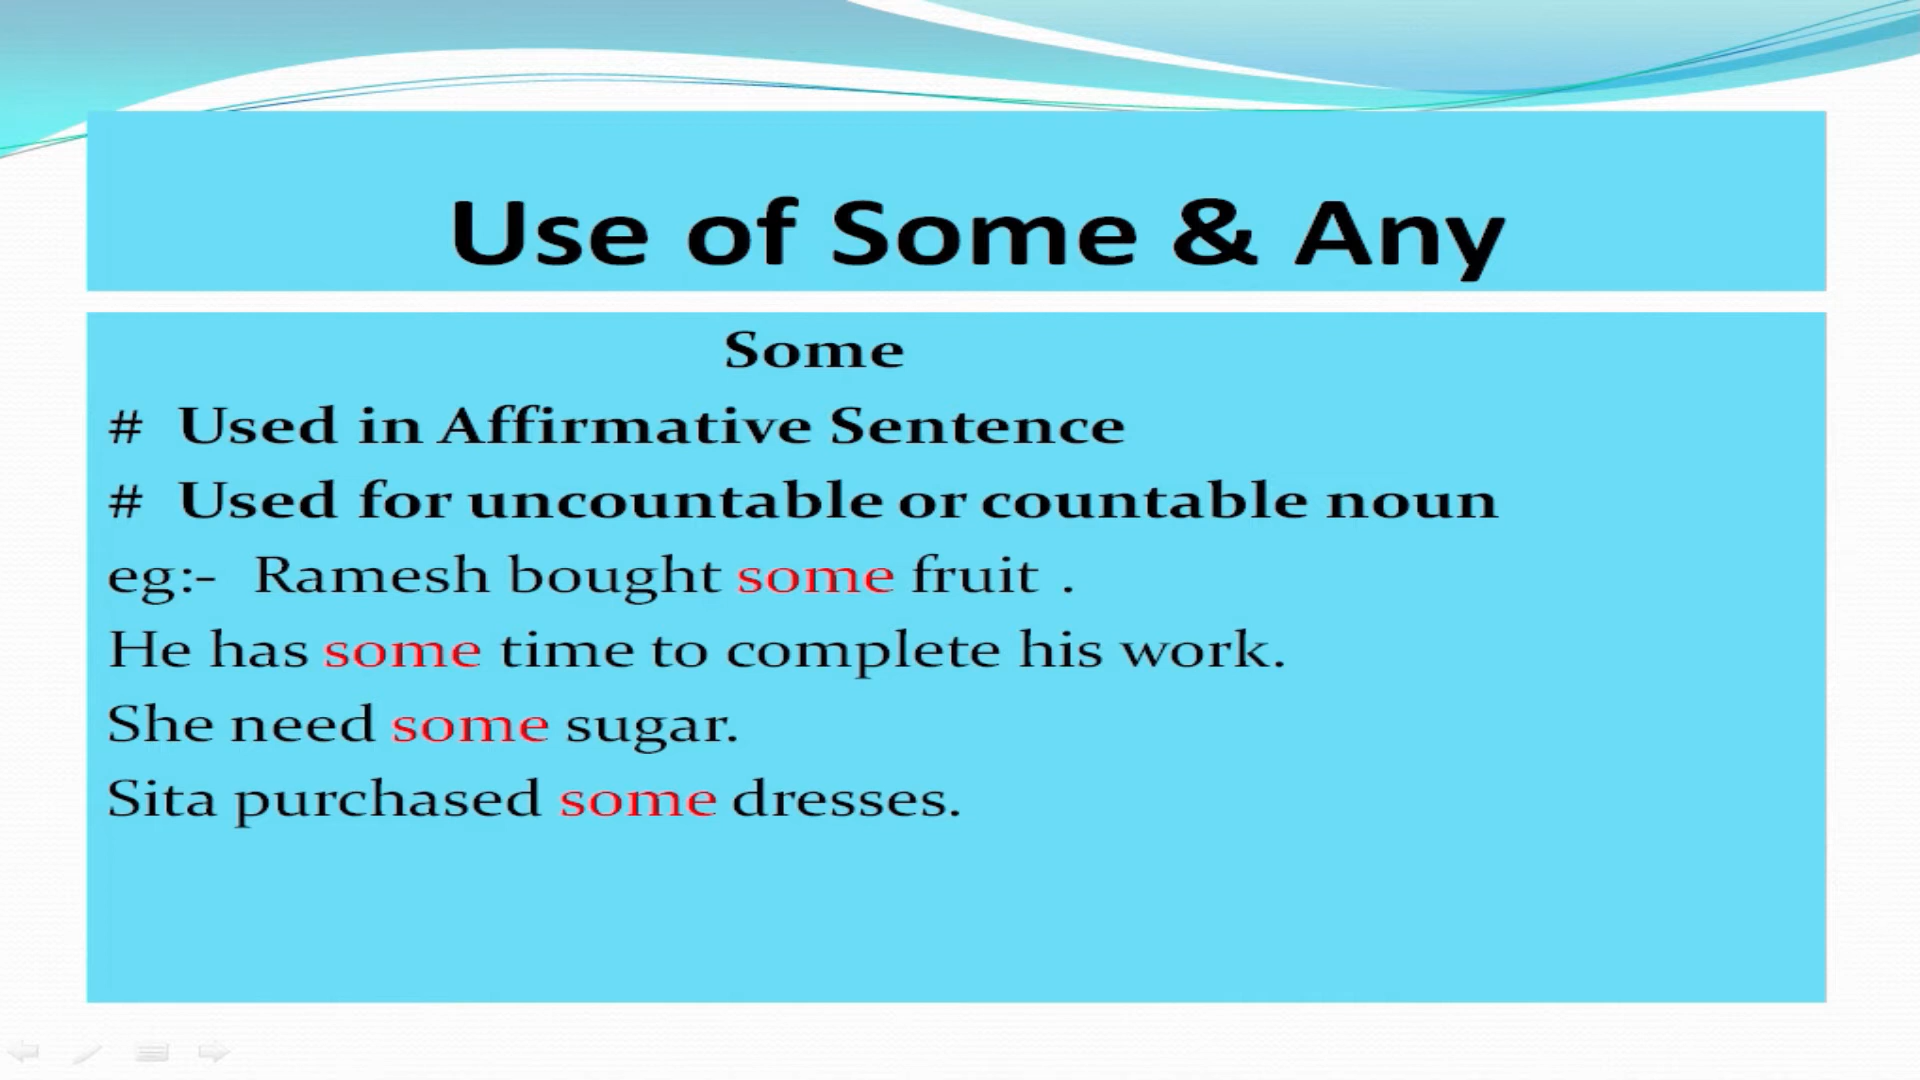 Use of Some & Any
Some
# Used in Affirmative Sentence
# Used for uncountable or countable noun
eg:- Ramesh bought some fruit .
He has some time to complete his work.
She need some sugar.
Sita purchased some dresses.